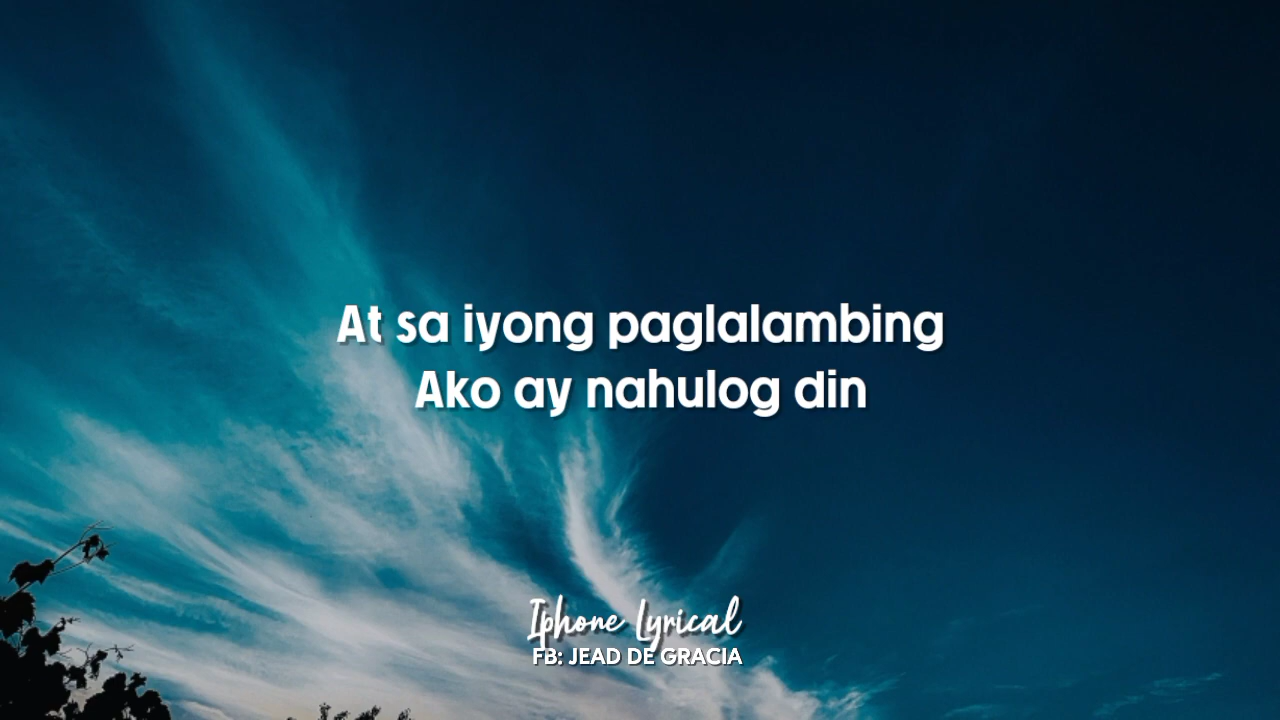 At sa iyong paglalambing
Ako ay nahulog din
Iphone Lyrical
FB: JEAD DE GRACIA